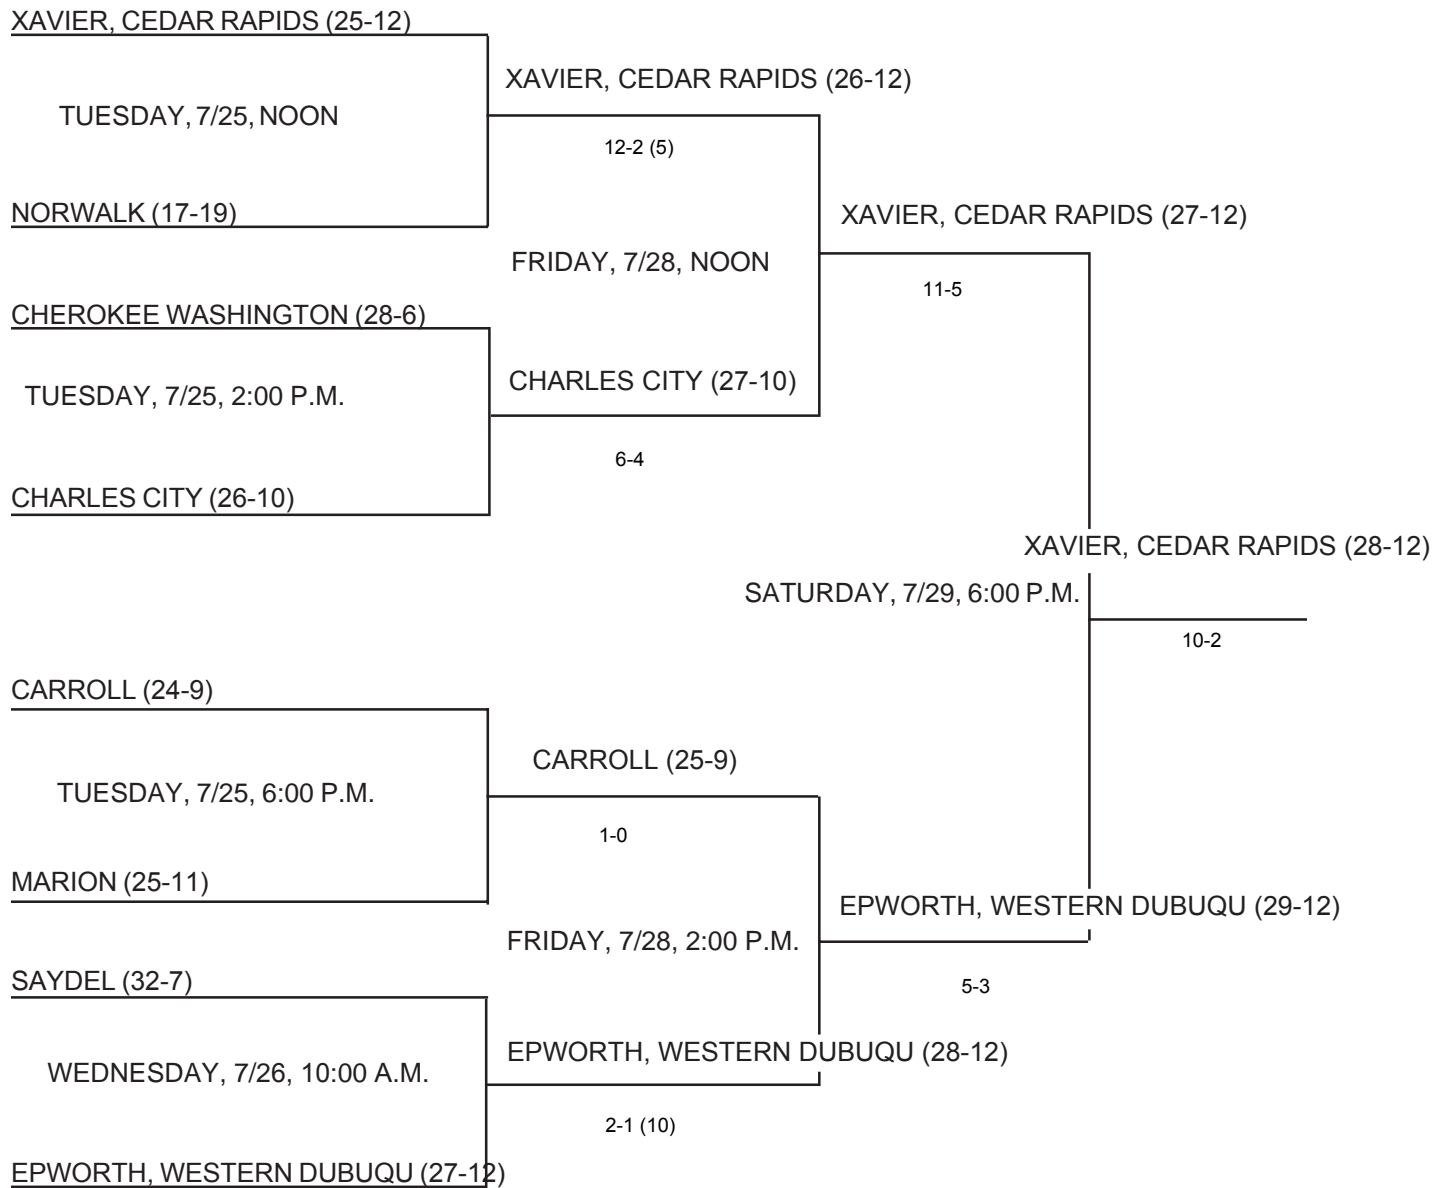 XAVIER, CEDAR RAPIDS (25-12)
XAVIER, CEDAR RAPIDS (26-12)
TUESDAY, 7/25, NOON
12-2 (5)
NORWALK (17-19)
XAVIER, CEDAR RAPIDS (27-12)
FRIDAY, 7/28, NOON
11-5
CHEROKEE WASHINGTON (28-6)
CHARLES CITY (27-10)
TUESDAY, 7/25, 2:00 P.M.
6-4
CHARLES CITY (26-10)
XAVIER, CEDAR RAPIDS (28-12)
SATURDAY, 7/29, 6:00 P.M.
10-2
CARROLL (24-9)
CARROLL (25-9)
TUESDAY, 7/25, 6:00 P.M.
1-0
MARION (25-11)
EPWORTH, WESTERN DUBUQU (29-12)
FRIDAY, 7/28, 2:00 P.M.
SAYDEL (32-7)
5-3
EPWORTH, WESTERN DUBUQU (28-12)
WEDNESDAY, 7/26, 10:00 A.M.
2-1 (10)
EPWORTH, WESTERN DUBUQU (27-12)